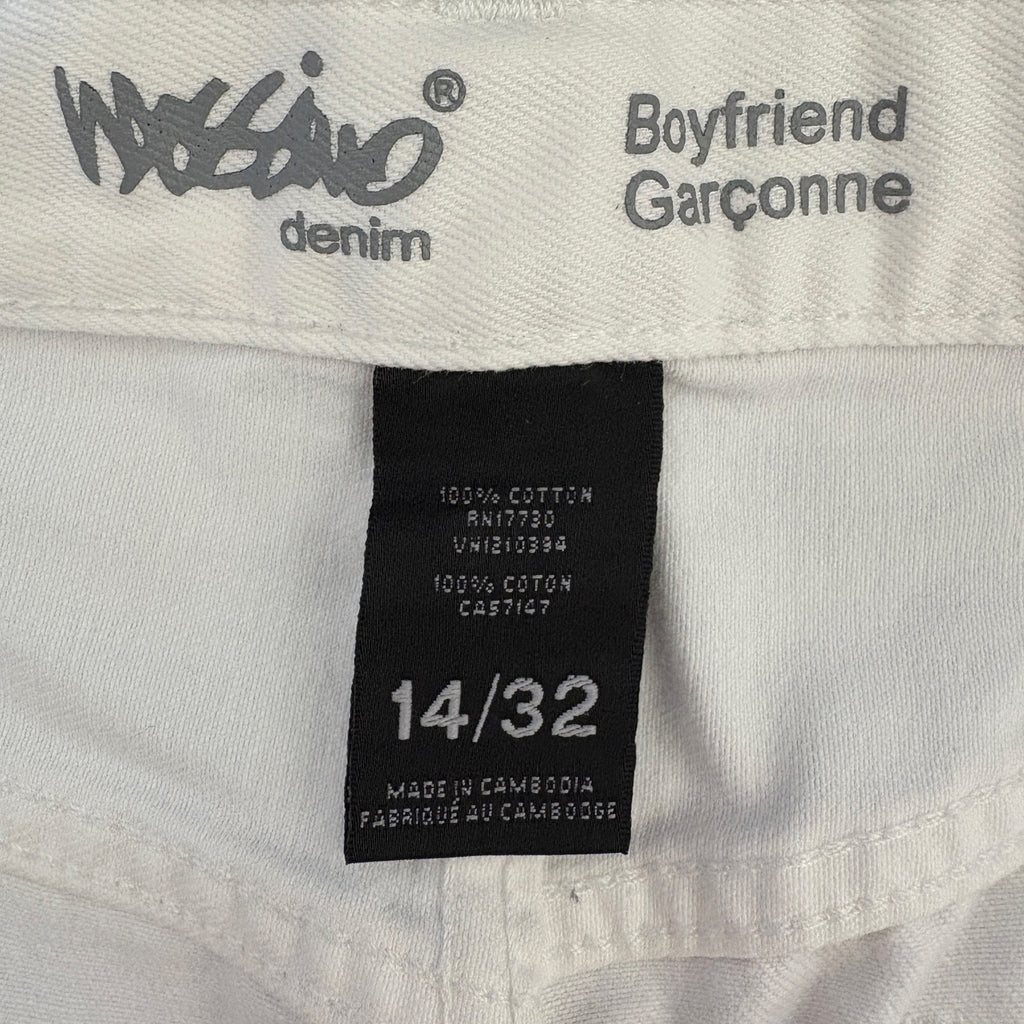 Mossimo®
denim
Boyfriend
Garçonne
100% COTTON
RN17730
VN1210394
100% COTON
CA57147
14/32
MADE IN CAMBODIA
FABRIQUÉ AU CAMBODGE